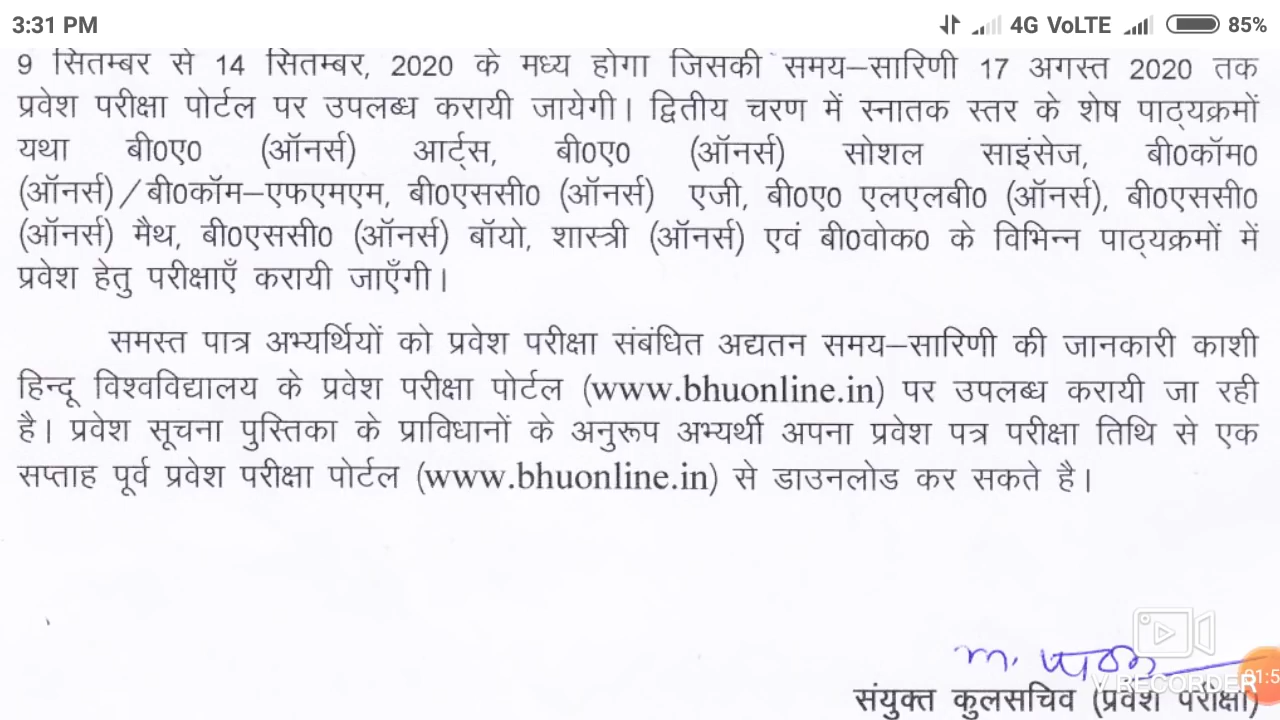 3:31 PM 4G VoLTE 85%
9 सितम्बर से 14 सितम्बर, 2020 के मध्य होगा जिसकी समय–सारिणी 17 अगस्त 2020 तक
प्रवेश परीक्षा पोर्टल पर उपलब्ध करायी जायेगी। द्वितीय चरण में स्नातक स्तर के शेष पाठ्यक्रमों
यथा बी0ए0 (ऑनर्स) आर्ट्स, बी0ए0 (ऑनर्स) सोशल साइंसेज, बी0कॉम0
(ऑनर्स)/बी0कॉम–एफएमएम, बी0एससी0 (ऑनर्स) एजी, बी0ए0 एलएलबी0 (ऑनर्स), बी0एससी0
(ऑनर्स) मैथ, बी0एससी0 (ऑनर्स) बॉयो, शास्त्री (ऑनर्स) एवं बी0वोक0 के विभिन्न पाठ्यक्रमों में
प्रवेश हेतु परीक्षाएँ करायी जाएँगी।
समस्त पात्र अभ्यर्थियों को प्रवेश परीक्षा संबंधित अद्यतन समय–सारिणी की जानकारी काशी
हिन्दू विश्वविद्यालय के प्रवेश परीक्षा पोर्टल (www.bhuonline.in) पर उपलब्ध करायी जा रही
है। प्रवेश सूचना पुस्तिका के प्राविधानों के अनुरूप अभ्यर्थी अपना प्रवेश पत्र परीक्षा तिथि से एक
सप्ताह पूर्व प्रवेश परीक्षा पोर्टल (www.bhuonline.in) से डाउनलोड कर सकते है।
V RECORDER
01:5
संयुक्त कुलसचिव (प्रवेश परीक्षा)